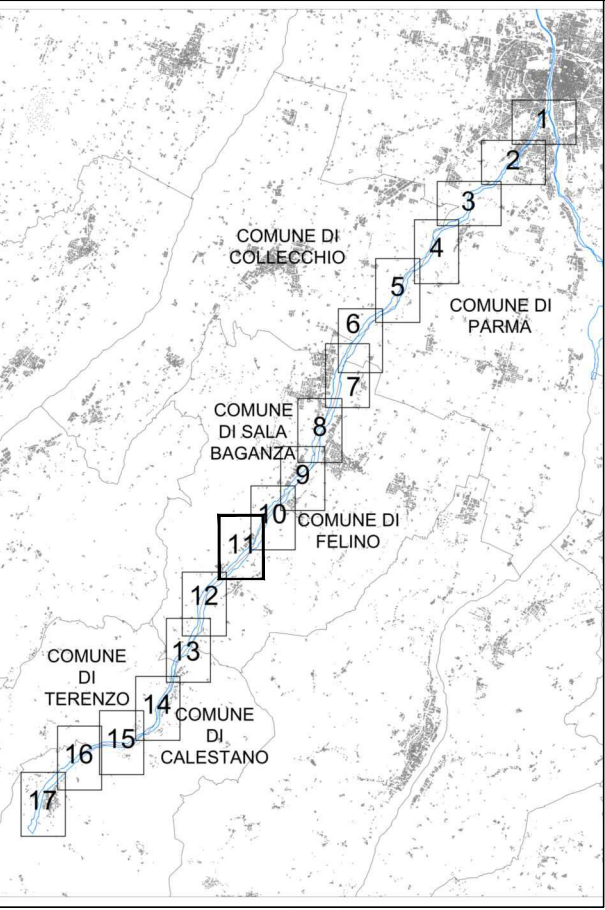 1
2
3
4
COMUNE DI
COLLECCHIO
5
COMUNE DI
PARMA
6
7
COMUNE
DI SALA
BAGANZA
8
9
10
COMUNE DI
FELINO
11
12
13
COMUNE
DI
TERENZO
14
COMUNE
DI
CALESTANO
15
16
17